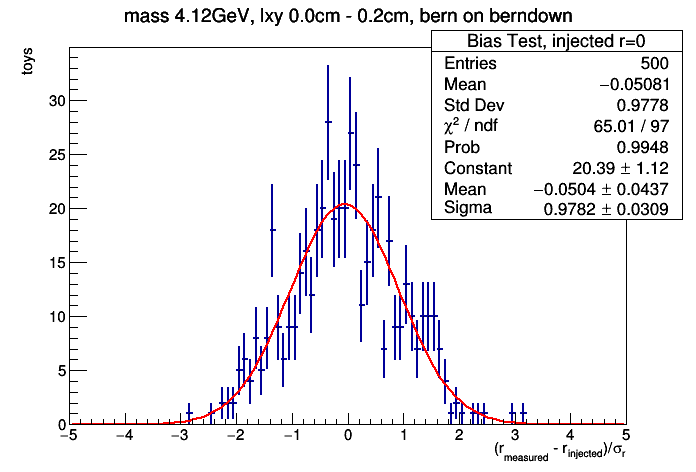 mass 4.12GeV, lxy 0.0cm - 0.2cm, bern on berndown
Bias Test, injected r=0
Entries 500
Mean −0.05081
Std Dev 0.9778
χ² / ndf 65.01 / 97
Prob 0.9948
Constant 20.39 ± 1.12
Mean −0.0504 ± 0.0437
Sigma 0.9782 ± 0.0309
toys
30
25
20
15
10
5
0
−5 −4 −3 −2 −1 0 1 2 3 4 5
(r_measured - r_injected)/σ_r